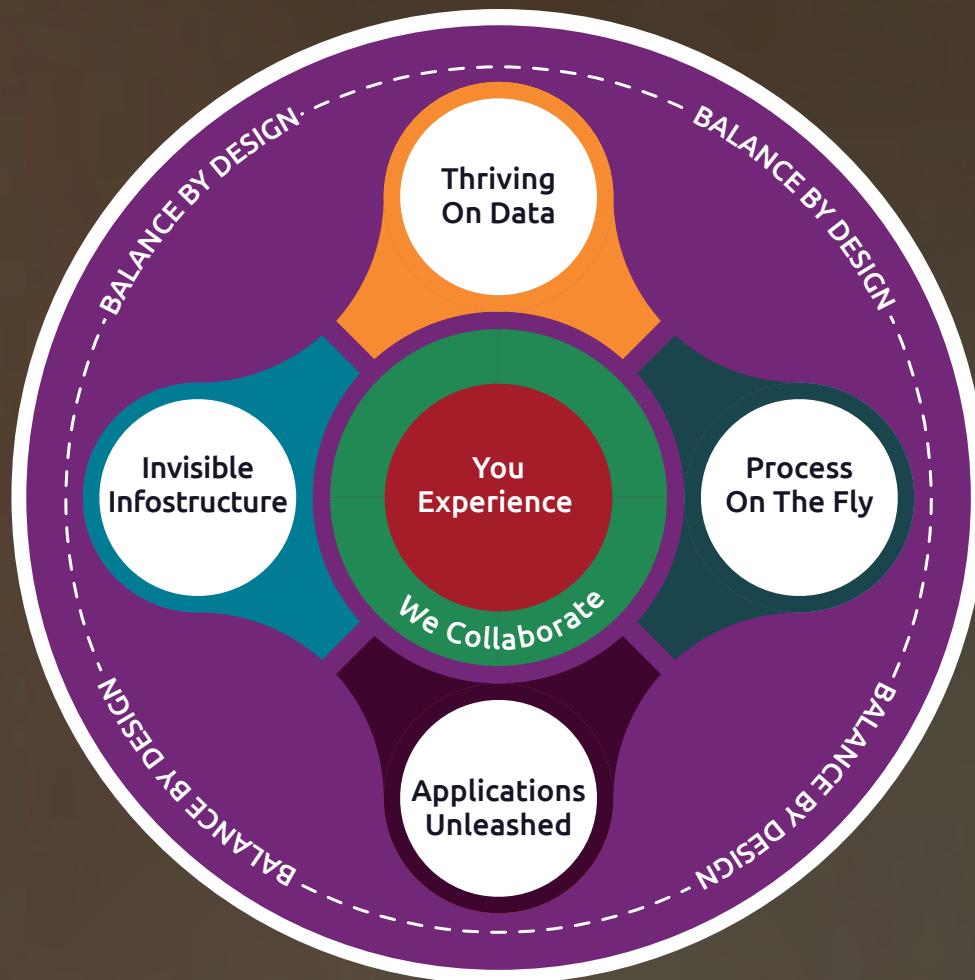 BALANCE BY DESIGN
BALANCE BY DESIGN
Thriving
On Data
Invisible
Infostructure
You
Experience
Process
On The Fly
We Collaborate
Applications
Unleashed
BALANCE BY DESIGN
BALANCE BY DESIGN